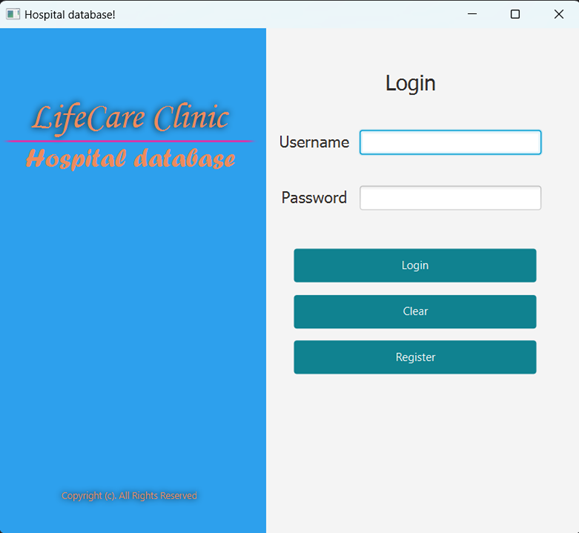 Hospital database!
LifeCare Clinic
Hospital database
Copyright (c). All Rights Reserved
Login
Username
Password
Login
Clear
Register